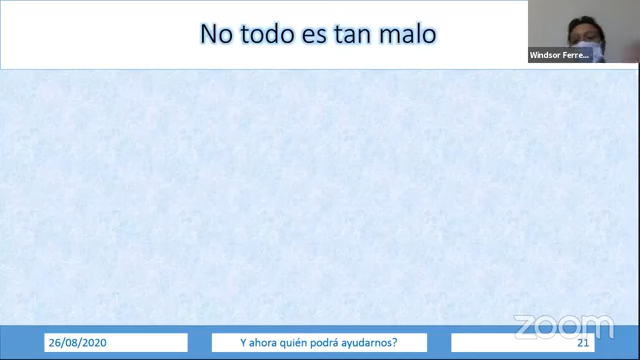 No todo es tan malo
Windsor Ferre...
26/08/2020
Y ahora quién podrá ayudarnos?
21
zoom